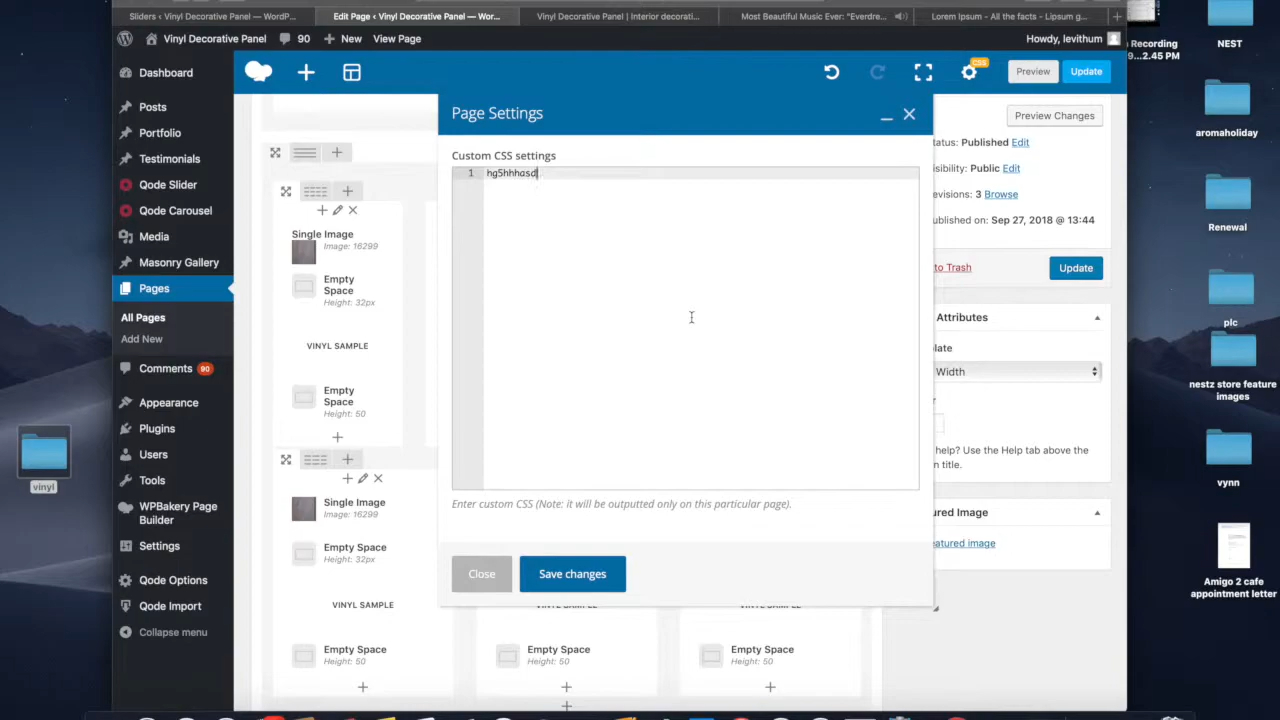 Sliders ‹ Vinyl Decorative Panel — WordP...
Edit Page ‹ Vinyl Decorative Panel — Wor...
Vinyl Decorative Panel | Interior decorati...
Most Beautiful Music Ever: "Everdre...
Lorem Ipsum - All the facts - Lipsum g...
Vinyl Decorative Panel
90
New
View Page
Howdy, levithum
Recording
9...2.45 PM
NEST
Dashboard
Posts
Portfolio
Testimonials
Qode Slider
Qode Carousel
Media
Masonry Gallery
Pages
All Pages
Add New
Comments 90
Appearance
Plugins
Users
Tools
WPBakery Page
Builder
Settings
Qode Options
Qode Import
Collapse menu
CSS
Preview
Update
Page Settings
Custom CSS settings
1
hg5hhhasd
Enter custom CSS (Note: it will be outputted only on this particular page).
Close
Save changes
Single Image
Image: 16299
Empty
Space
Height: 32px
VINYL SAMPLE
Empty
Space
Height: 50
Single Image
Image: 16299
Empty Space
Height: 32px
VINYL SAMPLE
VINYL SAMPLE
VINYL SAMPLE
Empty Space
Height: 50
Empty Space
Height: 50
Empty Space
Height: 50
Preview Changes
tatus: Published Edit
isibility: Public Edit
evisions: 3 Browse
ublished on: Sep 27, 2018 @ 13:44
to Trash
Update
Attributes
late
Width
r
help? Use the Help tab above the
n title.
ured Image
eatured image
aromaholiday
Renewal
plc
nestz store feature
images
vynn
Amigo 2 cafe
appointment letter
vinyl